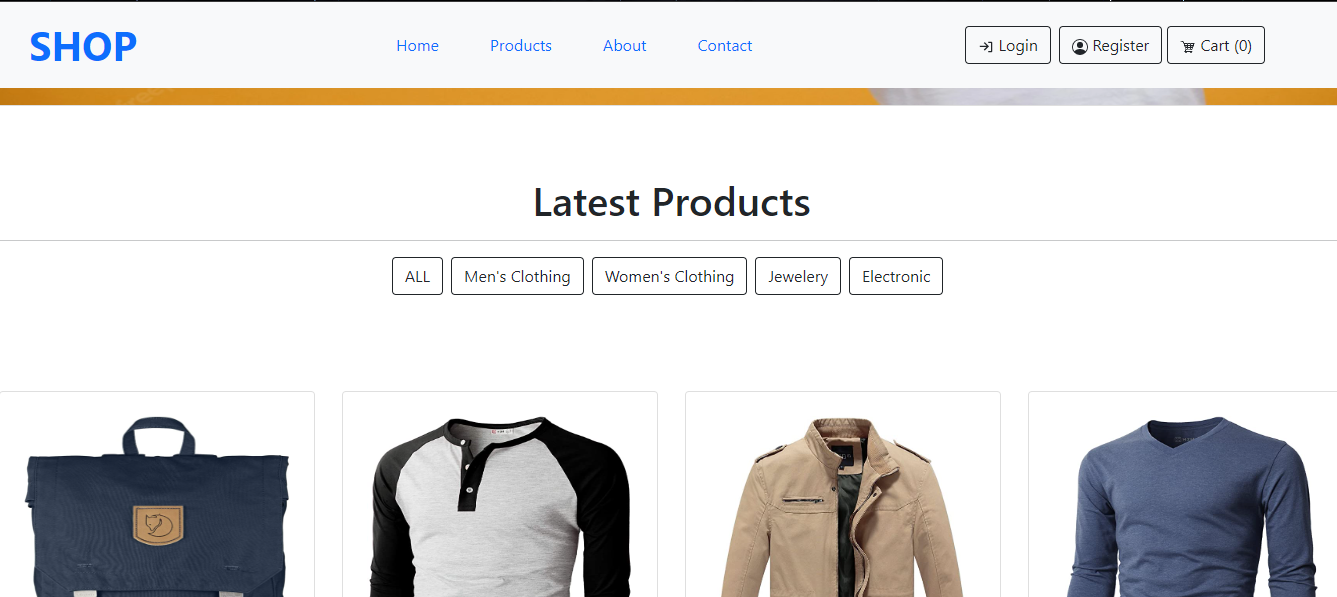 SHOP
Home
Products
About
Contact
Login
Register
Cart (0)
Latest Products
ALL
Men's Clothing
Women's Clothing
Jewelery
Electronic